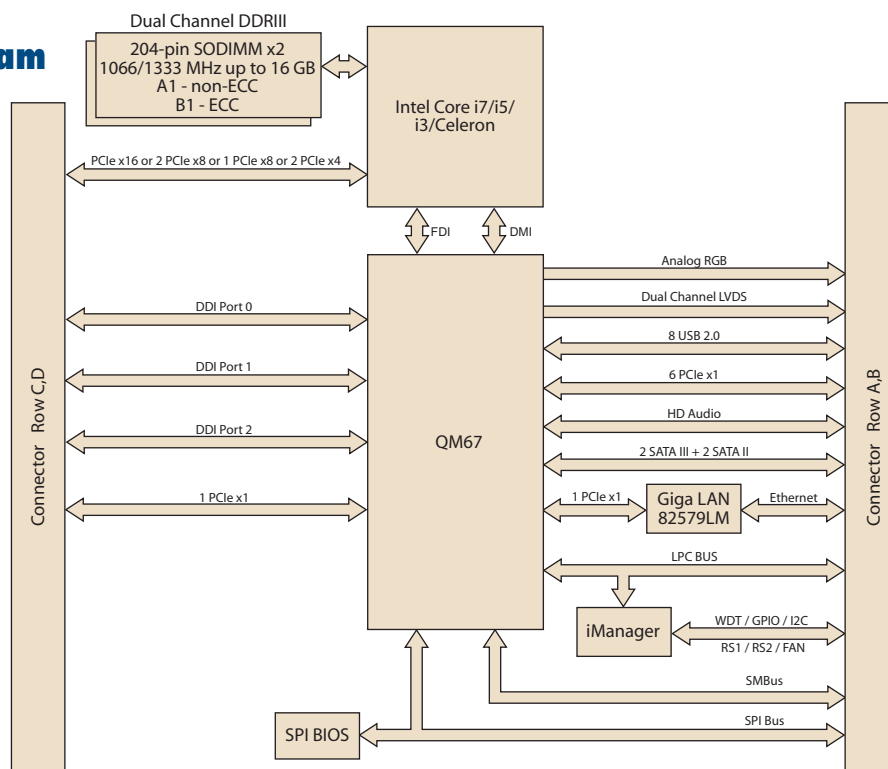 am
Dual Channel DDRIII
204-pin SODIMM x2
1066/1333 MHz up to 16 GB
A1 - non-ECC
B1 - ECC
Intel Core i7/i5/
i3/Celeron
PCIe x16 or 2 PCIe x8 or 1 PCIe x8 or 2 PCIe x4
FDI
DMI
Connector Row C,D
DDI Port 0
DDI Port 1
DDI Port 2
1 PCIe x1
QM67
Analog RGB
Dual Channel LVDS
8 USB 2.0
6 PCIe x1
HD Audio
2 SATA III + 2 SATA II
1 PCIe x1
Giga LAN
82579LM
Ethernet
LPC BUS
iManager
WDT / GPIO / I2C
RS1 / RS2 / FAN
SMBus
SPI Bus
SPI BIOS
Connector Row A,B